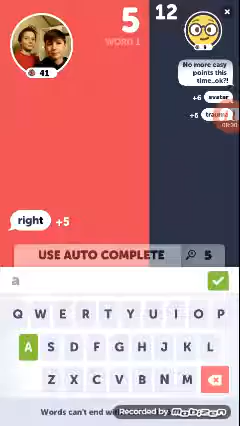 5
12
WORD 1
41
No more easy
points this
time..ok?!
+6 avatar
+6 trauma
right +5
USE AUTO COMPLETE 5
a
Q W E R T Y U I O P
A S D F G H J K L
Z X C V B N M
Words can't end wi
Recorded by MOBIZEN